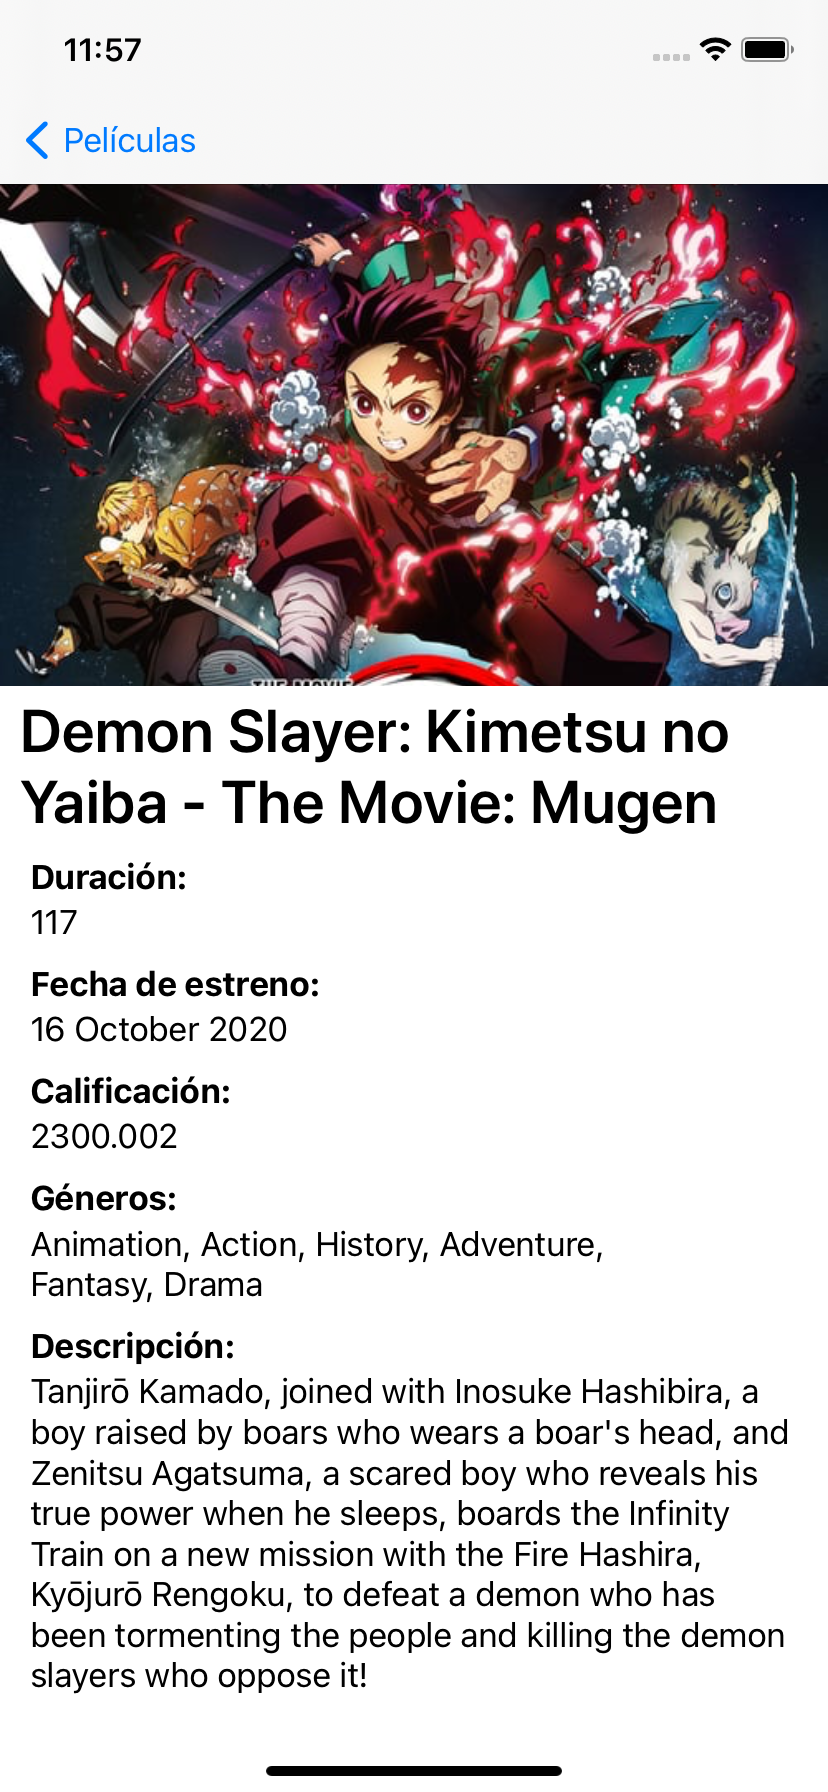 11:57
Películas
THE MOVIE
Demon Slayer: Kimetsu no
Yaiba - The Movie: Mugen
Duración:
117
Fecha de estreno:
16 October 2020
Calificación:
2300.002
Géneros:
Animation, Action, History, Adventure,
Fantasy, Drama
Descripción:
Tanjirō Kamado, joined with Inosuke Hashibira, a
boy raised by boars who wears a boar's head, and
Zenitsu Agatsuma, a scared boy who reveals his
true power when he sleeps, boards the Infinity
Train on a new mission with the Fire Hashira,
Kyōjurō Rengoku, to defeat a demon who has
been tormenting the people and killing the demon
slayers who oppose it!